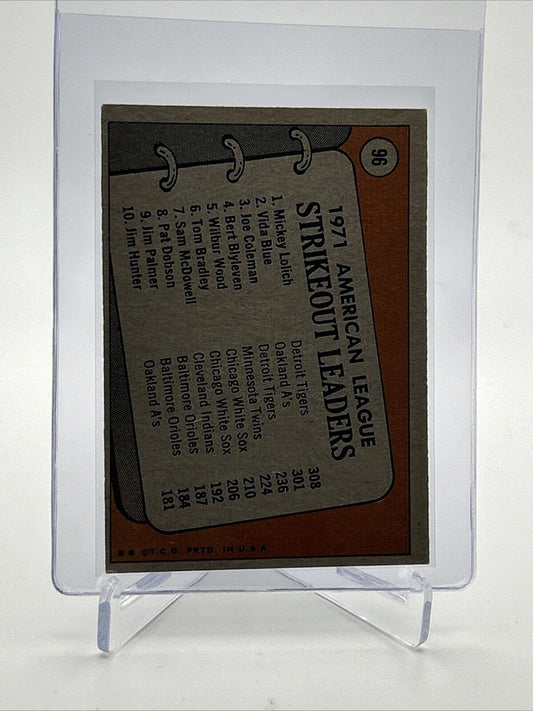 96
1971 AMERICAN LEAGUE
STRIKEOUT LEADERS
1. Mickey Lolich Detroit Tigers 308
2. Vida Blue Oakland A's 301
3. Joe Coleman Detroit Tigers 236
4. Bert Blyleven Minnesota Twins 224
5. Wilbur Wood Chicago White Sox 210
6. Tom Bradley Chicago White Sox 206
7. Sam McDowell Cleveland Indians 192
8. Pat Dobson Baltimore Orioles 187
9. Jim Palmer Baltimore Orioles 184
10. Jim Hunter Oakland A's 181
** ©T.C.G. PRTD. IN U.S.A.